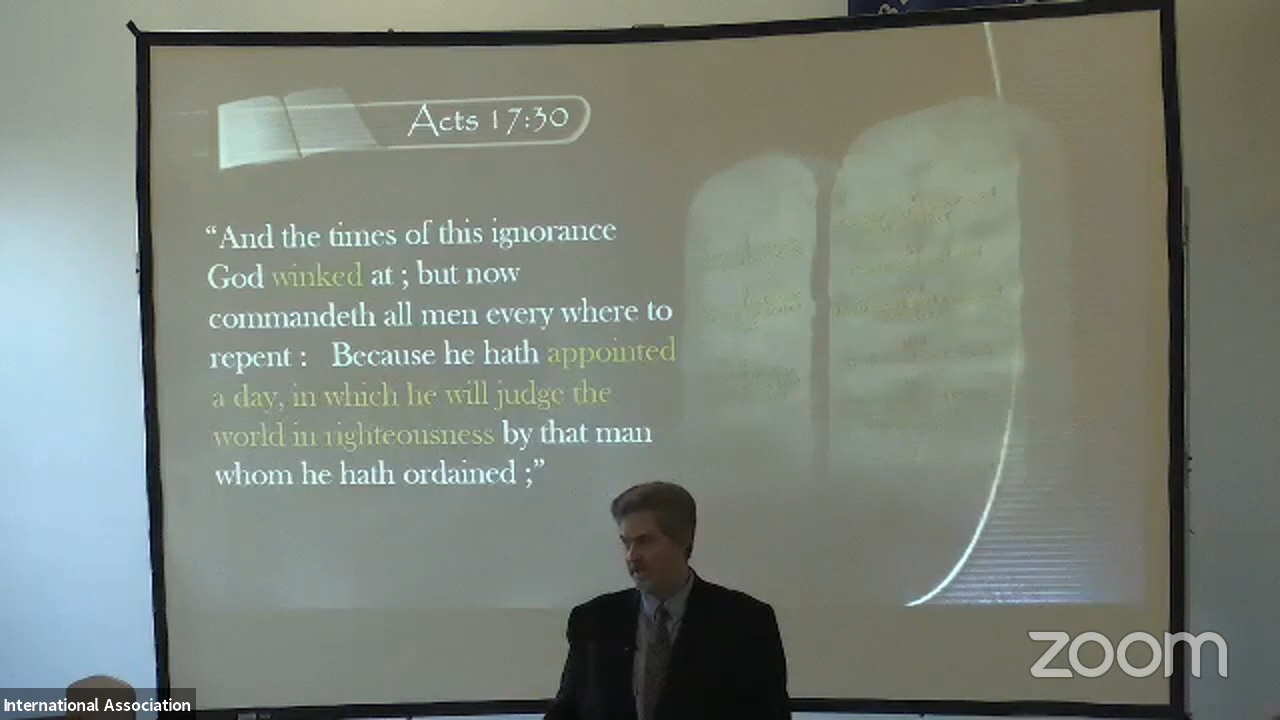 Acts 17:30
“And the times of this ignorance
God winked at ; but now
commandeth all men every where to
repent : Because he hath appointed
a day, in which he will judge the
world in righteousness by that man
whom he hath ordained ;”
zoom
International Association